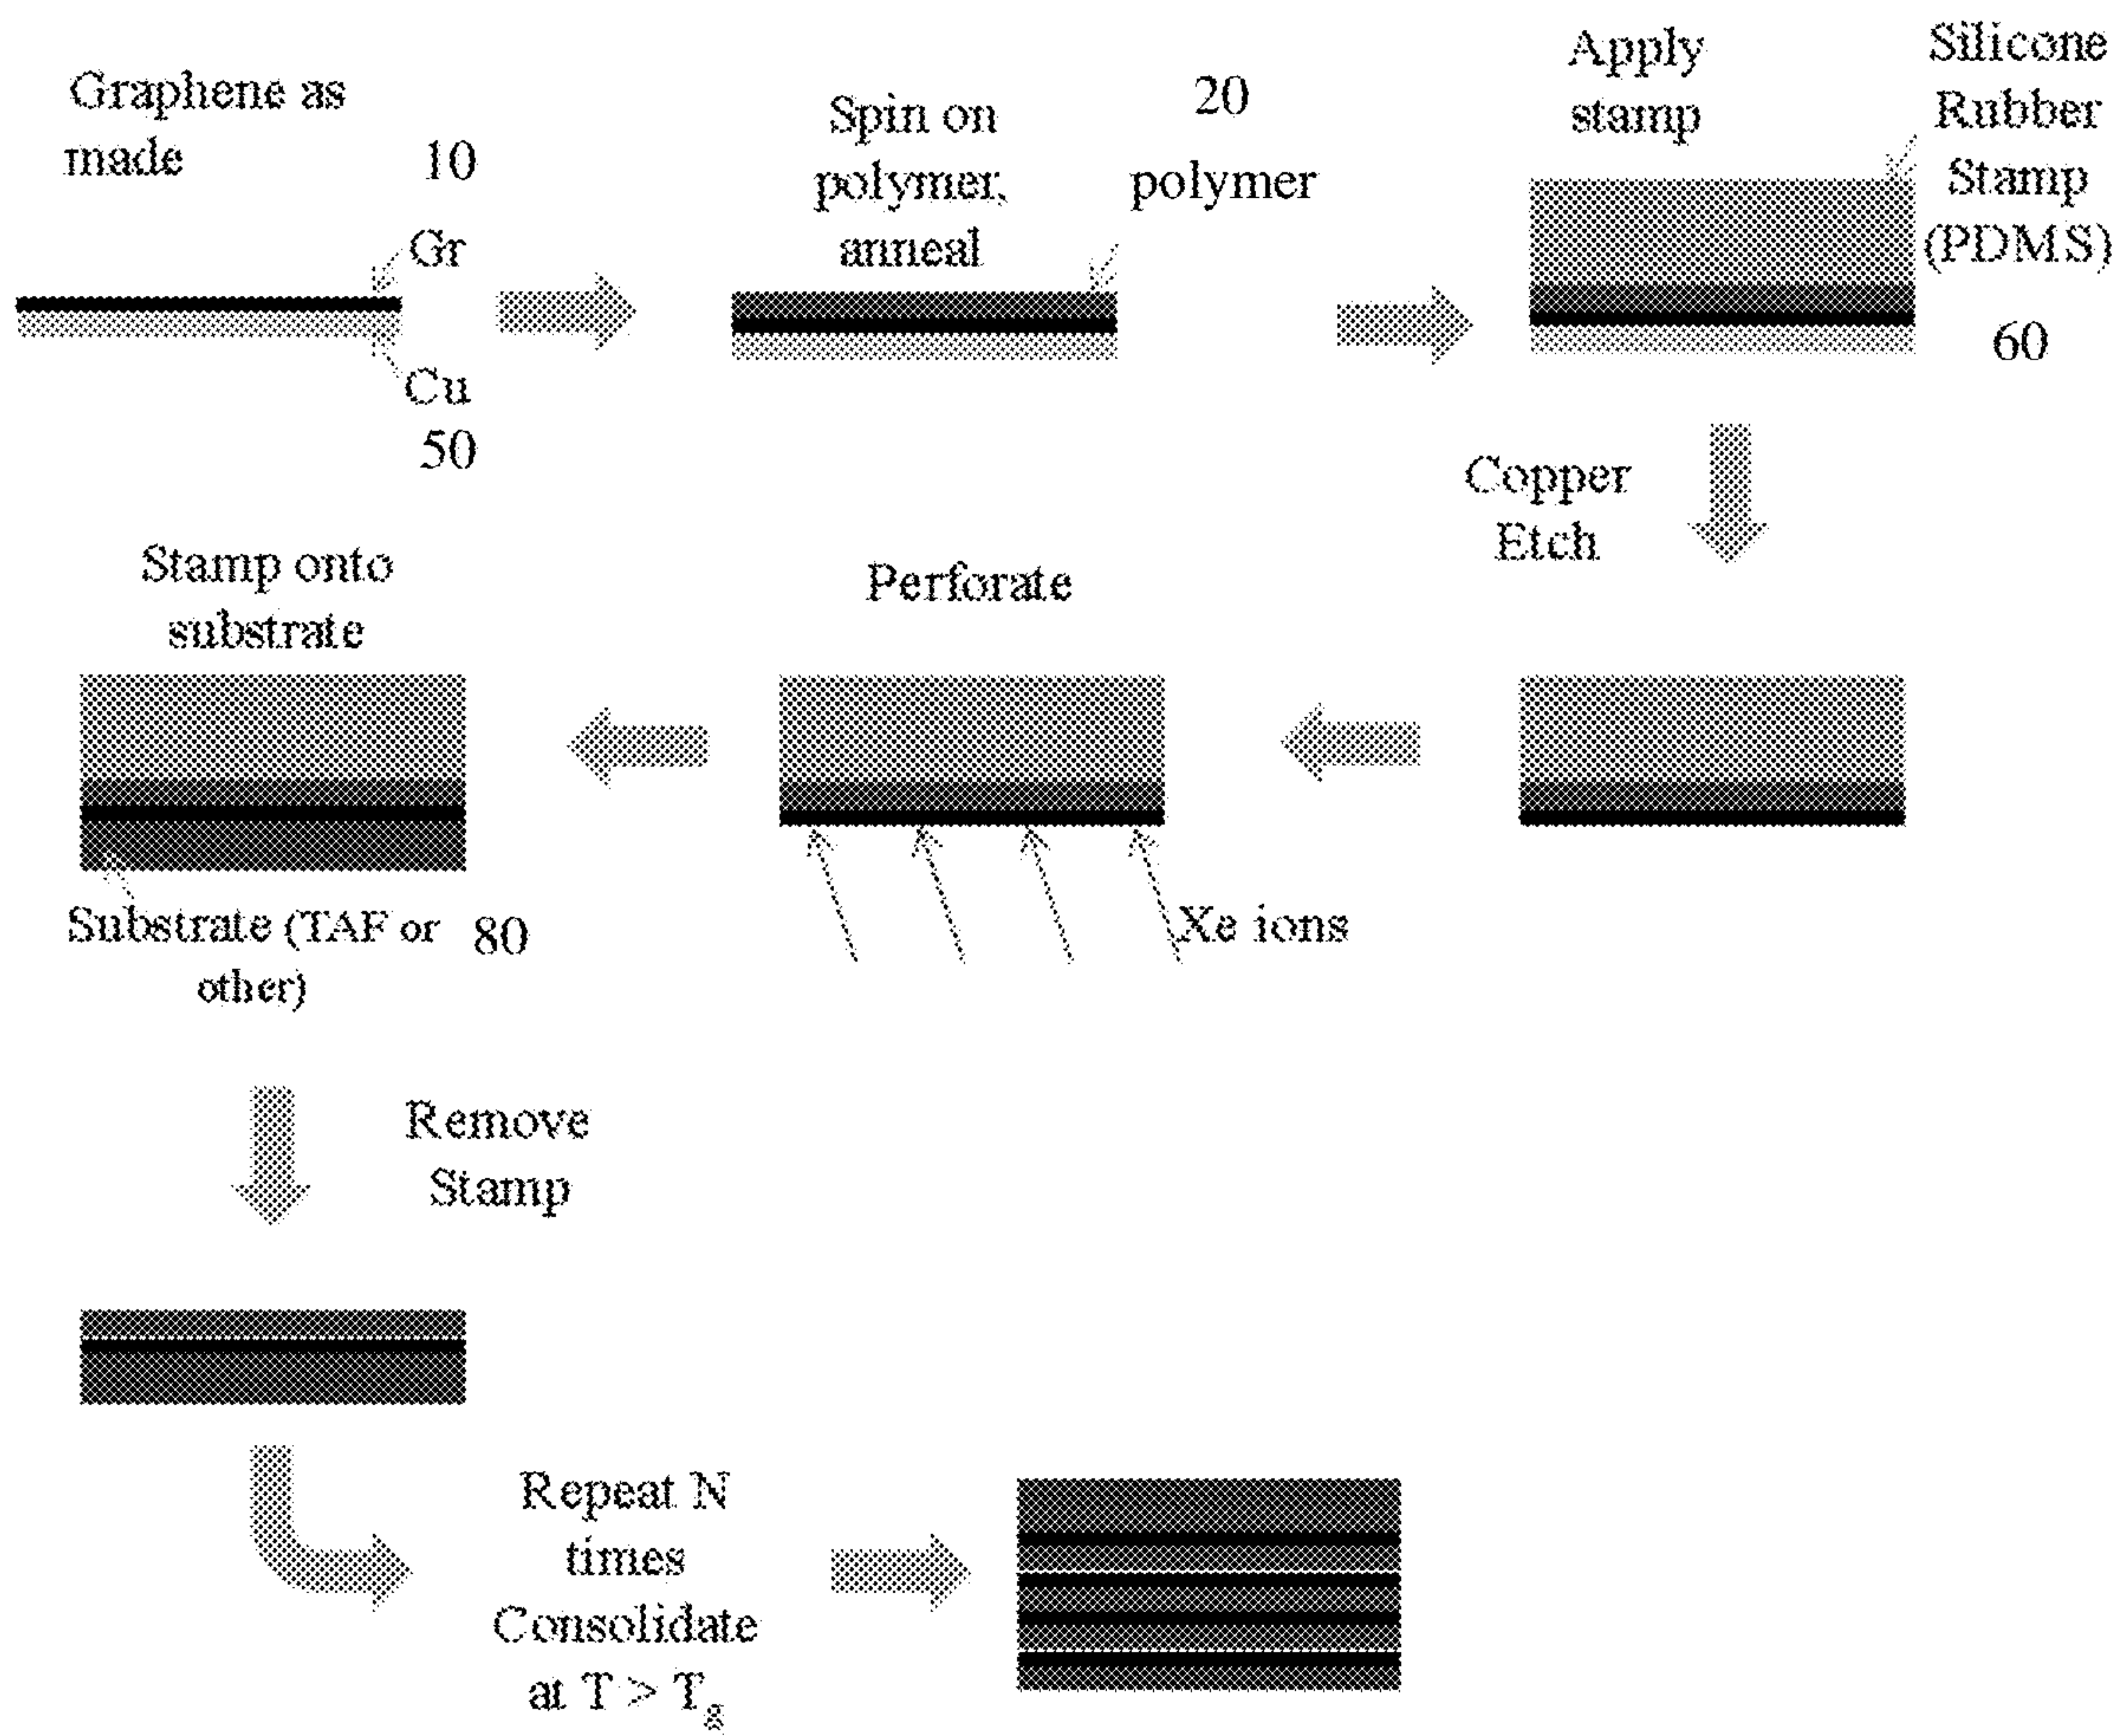 Graphene as
made
10
Gr
Cu
50
Spin on
polymer,
anneal
20
polymer
Apply
stamp
Silicone
Rubber
Stamp
(PDMS)
60
Copper
Etch
Perforate
Xe ions
Stamp onto
substrate
Substrate (TAF or
other)
80
Remove
Stamp
Repeat N
times
Consolidate
at T > Tg